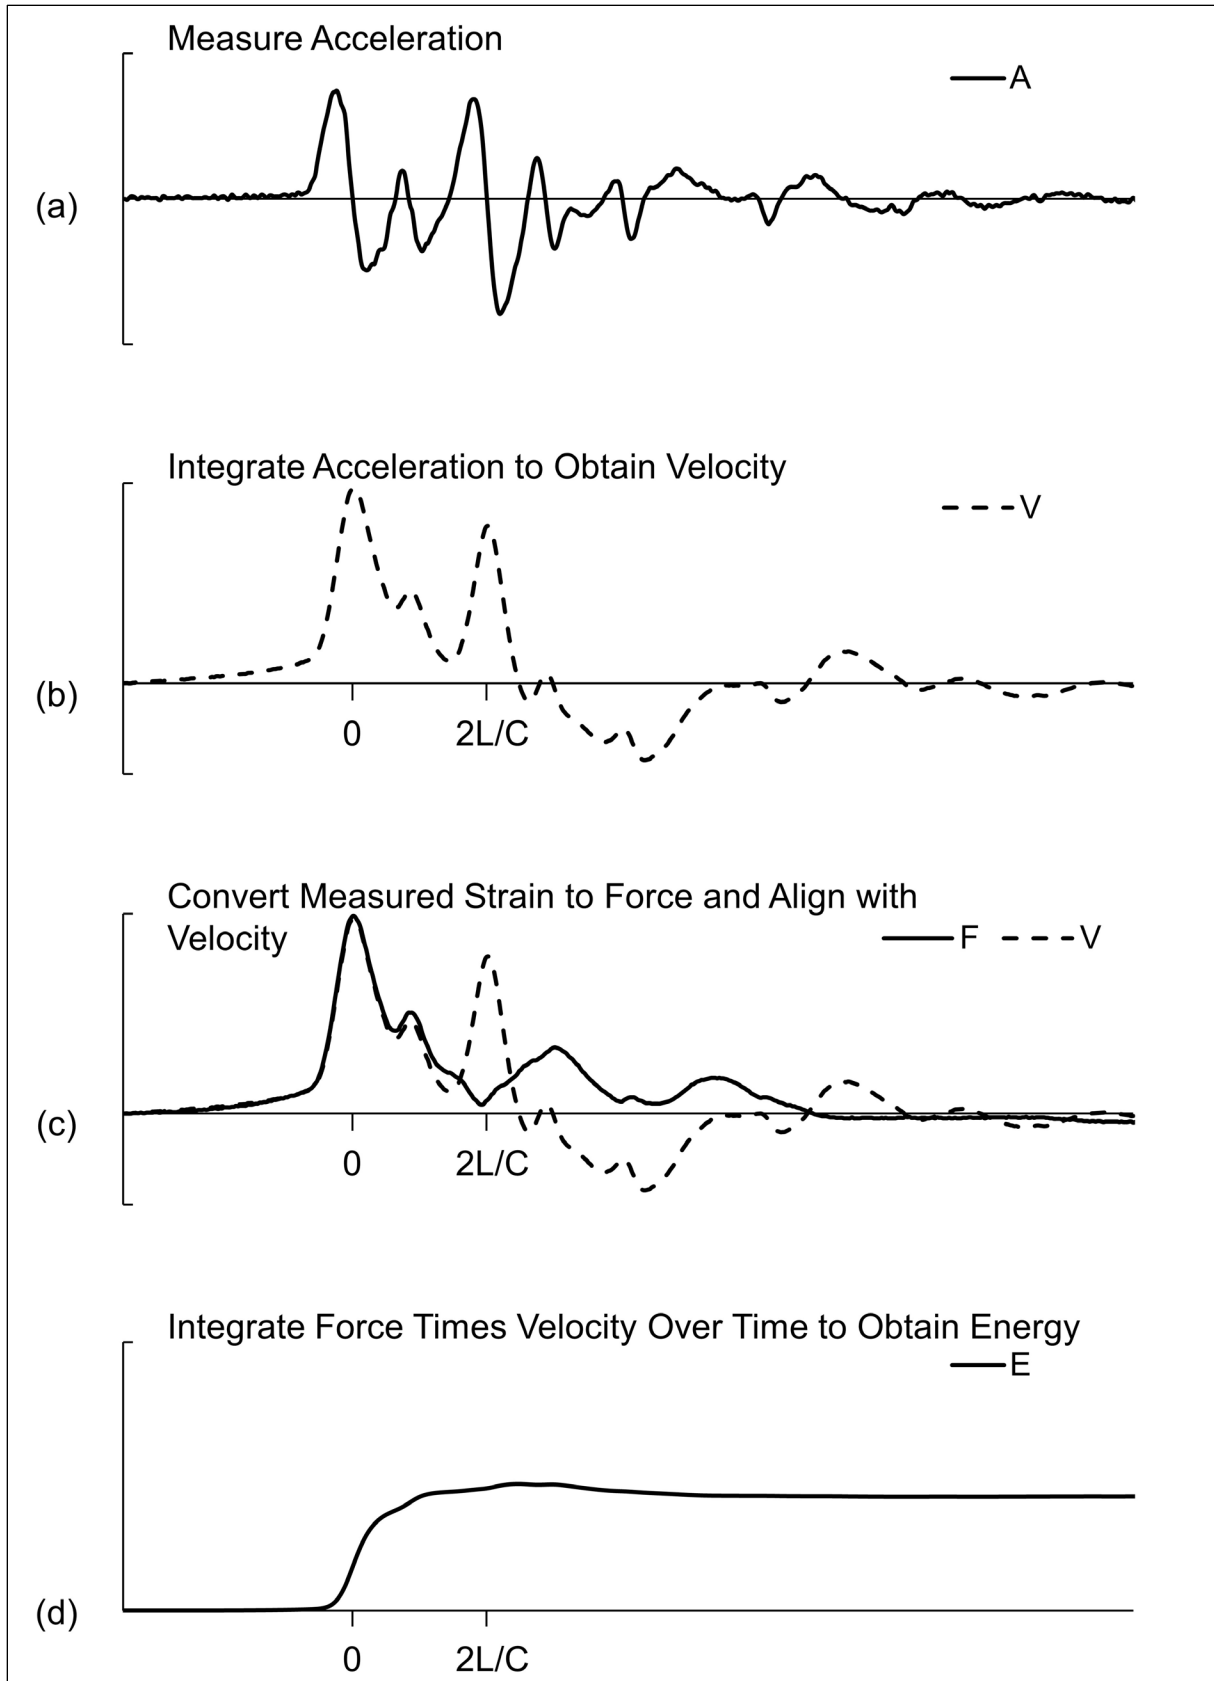 Measure Acceleration
A
(a)
Integrate Acceleration to Obtain Velocity
V
(b)
0 2L/C
Convert Measured Strain to Force and Align with
Velocity
F V
(c)
0 2L/C
Integrate Force Times Velocity Over Time to Obtain Energy
E
(d)
0 2L/C